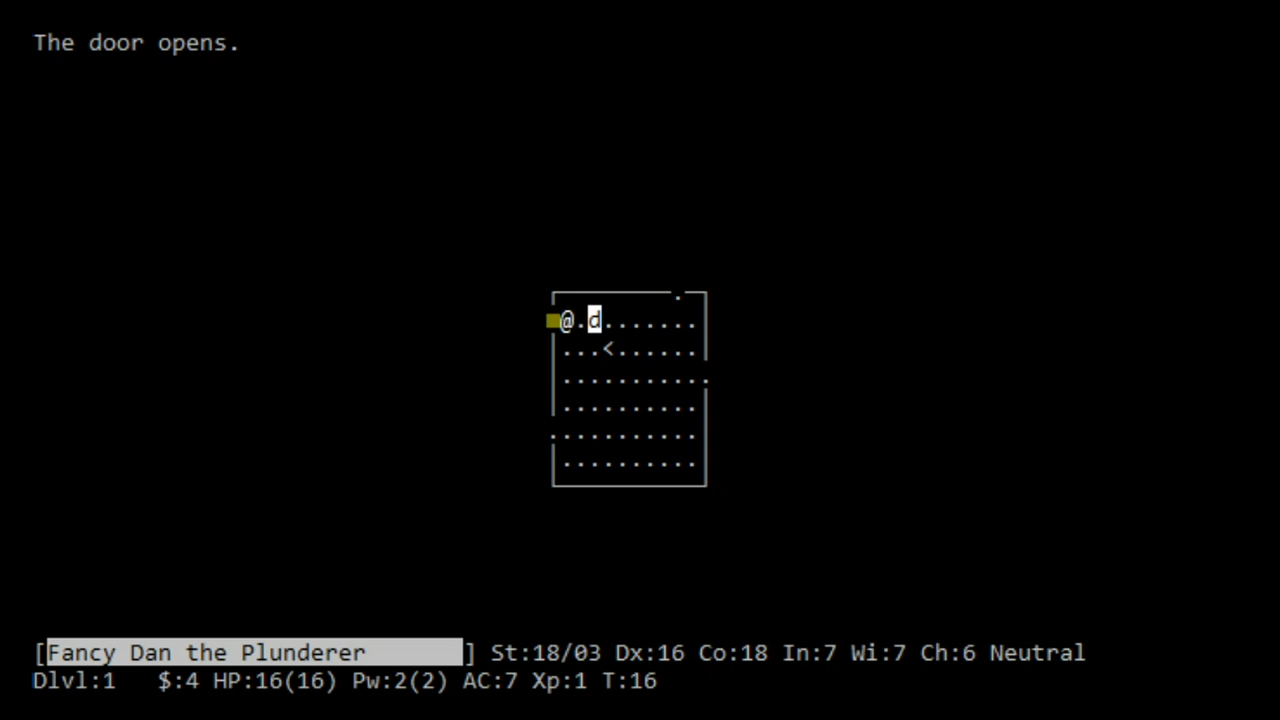 The door opens.
@.d.......
...<......
...........
..........
...........
..........
[Fancy Dan the Plunderer ] St:18/03 Dx:16 Co:18 In:7 Wi:7 Ch:6 Neutral
Dlvl:1 $:4 HP:16(16) Pw:2(2) AC:7 Xp:1 T:16